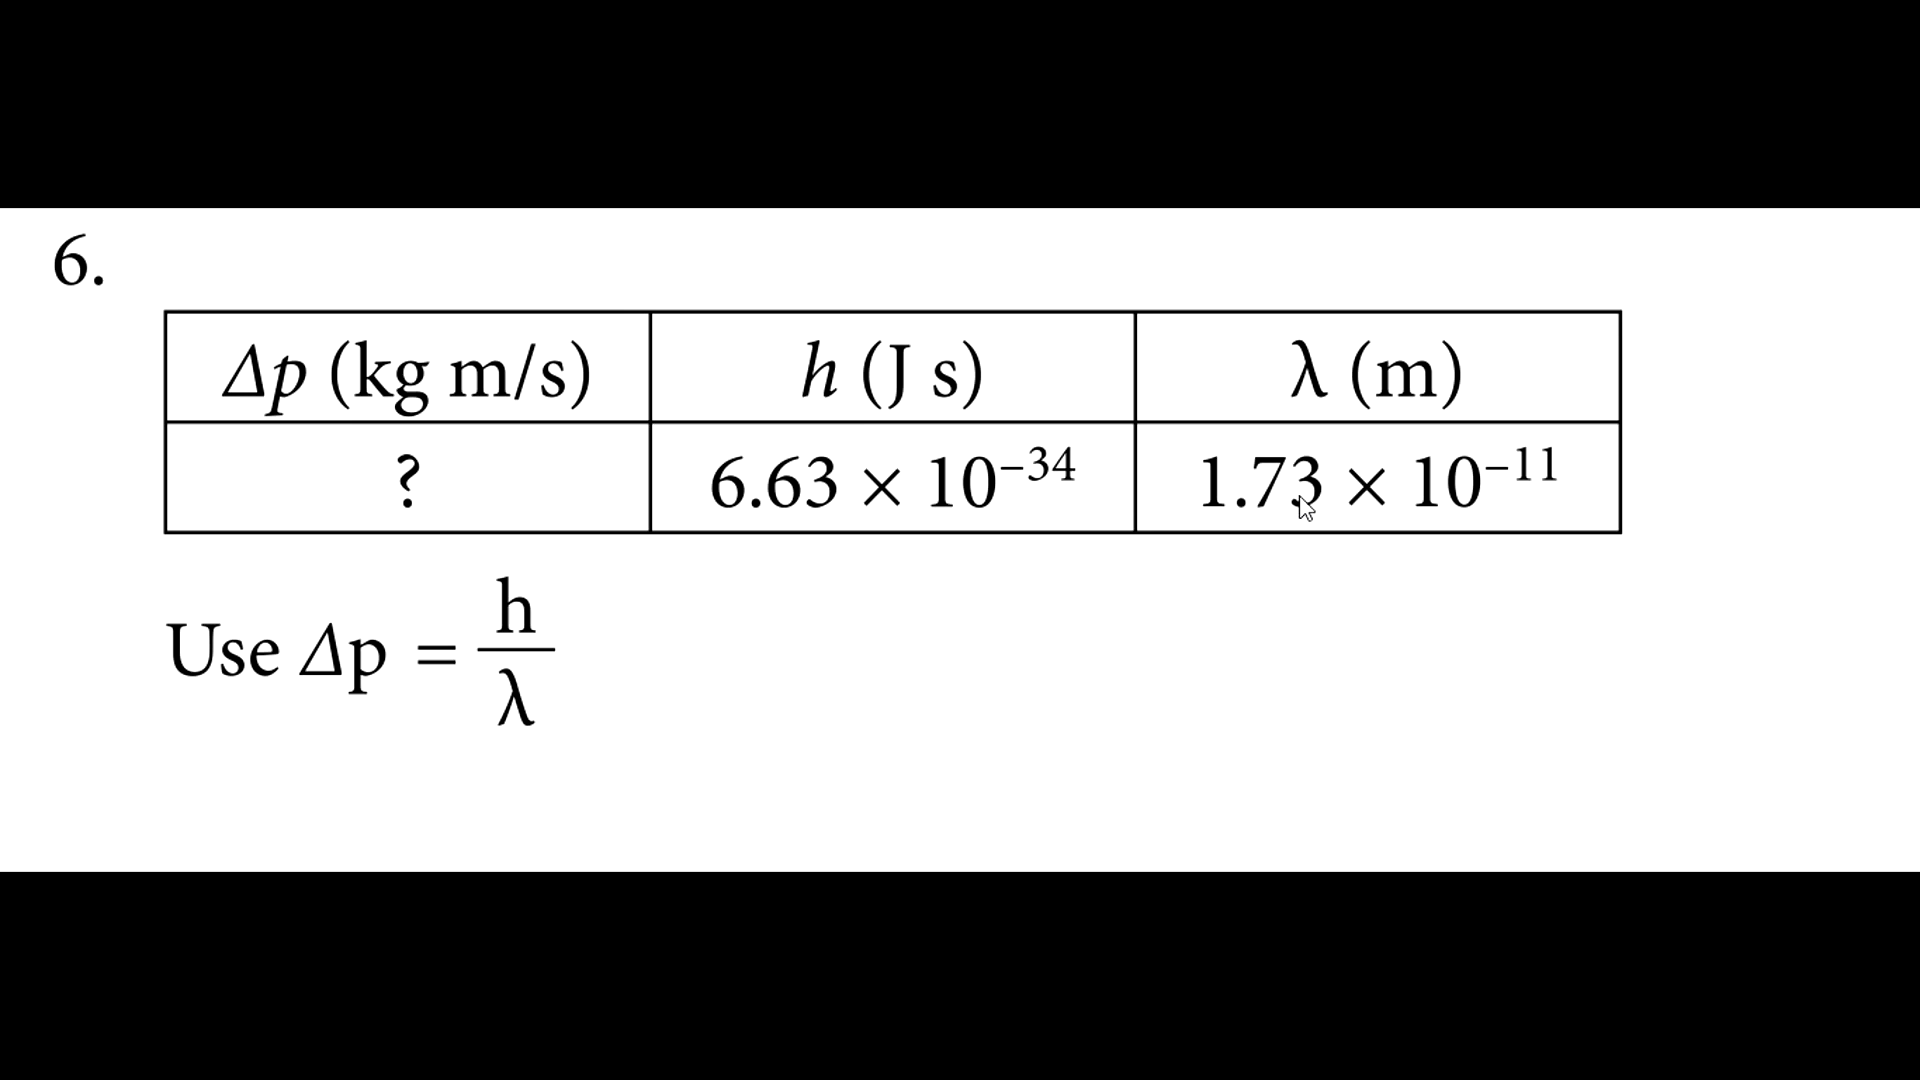 6.
Δp (kg m/s) h (J s) λ (m)
? 6.63 × 10⁻³⁴ 1.73 × 10⁻¹¹
Use Δp = h/λ